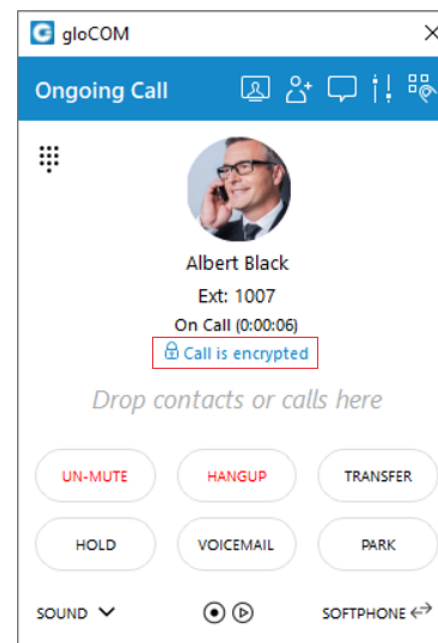 gloCOM
Ongoing Call
Albert Black
Ext: 1007
On Call (0:00:06)
Call is encrypted
Drop contacts or calls here
UN-MUTE HANGUP TRANSFER
HOLD VOICEMAIL PARK
SOUND SOFTPHONE